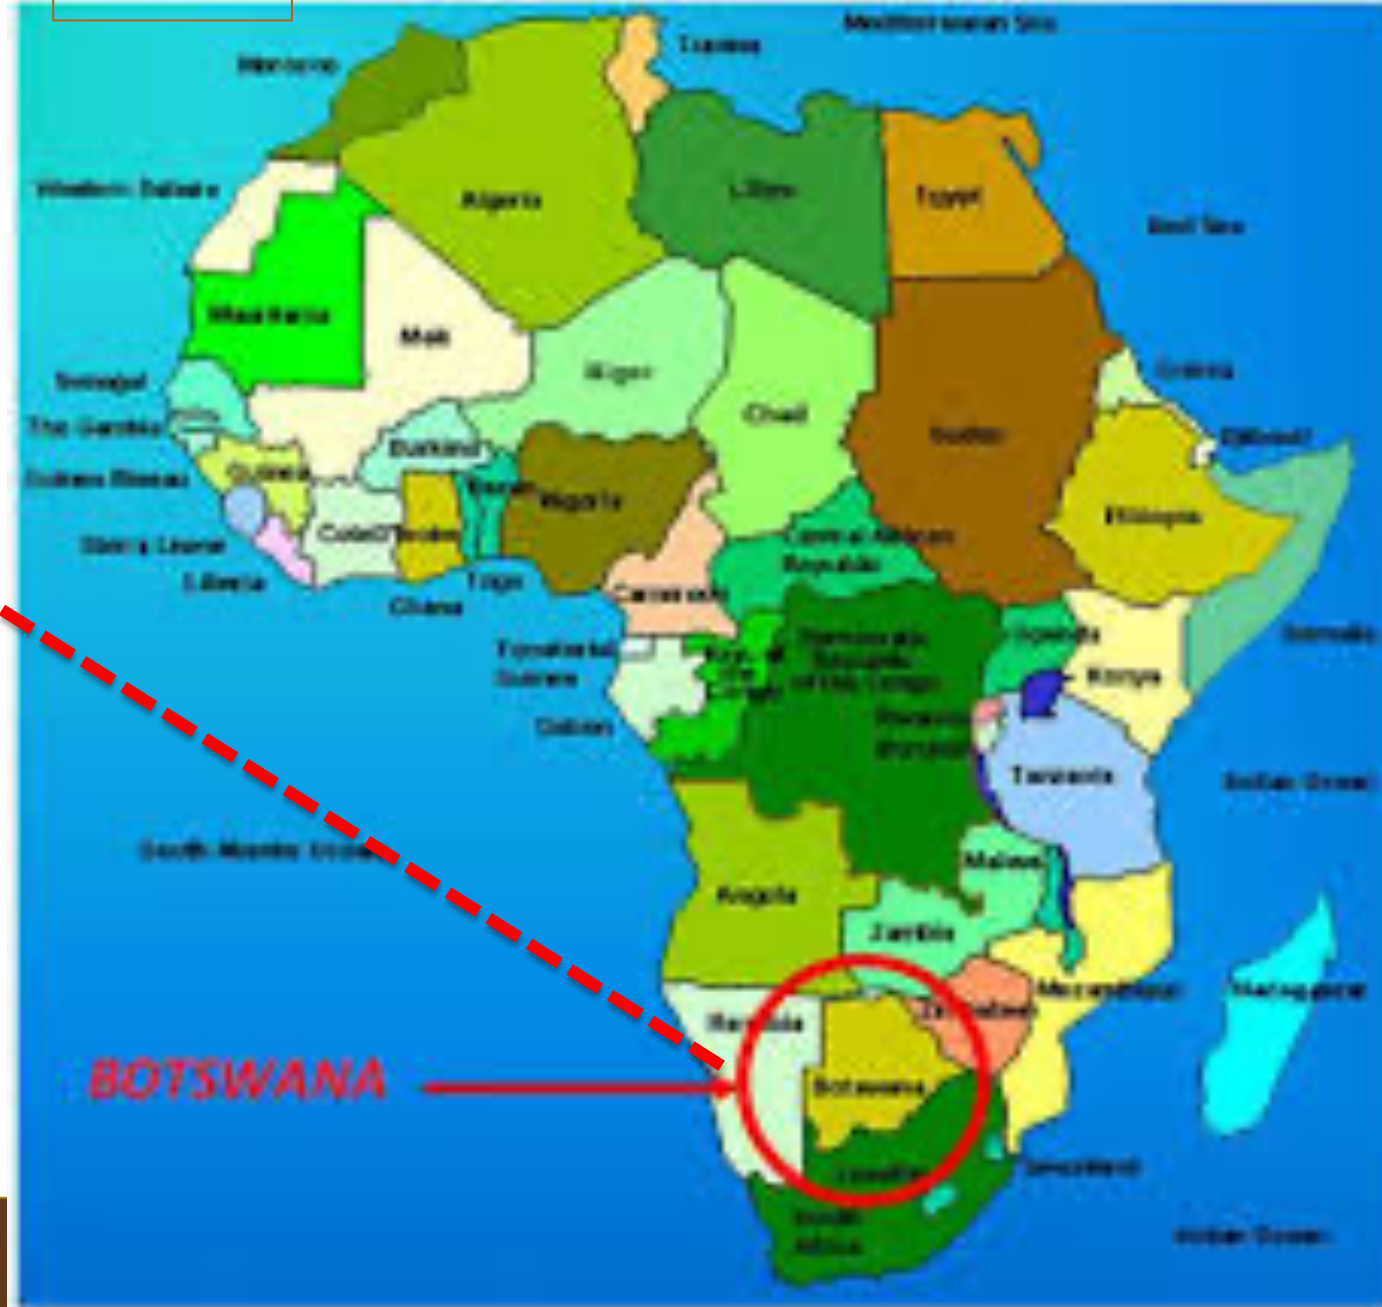 Mediterranean Sea
Tunisia
Morocco
Western Sahara
Algeria
Libya
Egypt
Red Sea
Mauritania
Mali
Niger
Chad
Sudan
Eritrea
Senegal
The Gambia
Djibouti
Burkina
Guinea
Guinea Bissau
Benin
Nigeria
Ethiopia
Central African
Republic
Sierra Leone
Liberia
Togo
Ghana
Cameroon
Uganda
Somalia
Equatorial
Guinea
Democratic
Republic
of the Congo
Kenya
Gabon
Rwanda
Burundi
Tanzania
Indian Ocean
South Atlantic Ocean
Malawi
Angola
Zambia
Mozambique
Madagascar
Namibia
Zimbabwe
BOTSWANA
Botswana
Swaziland
South
Africa
Indian Ocean